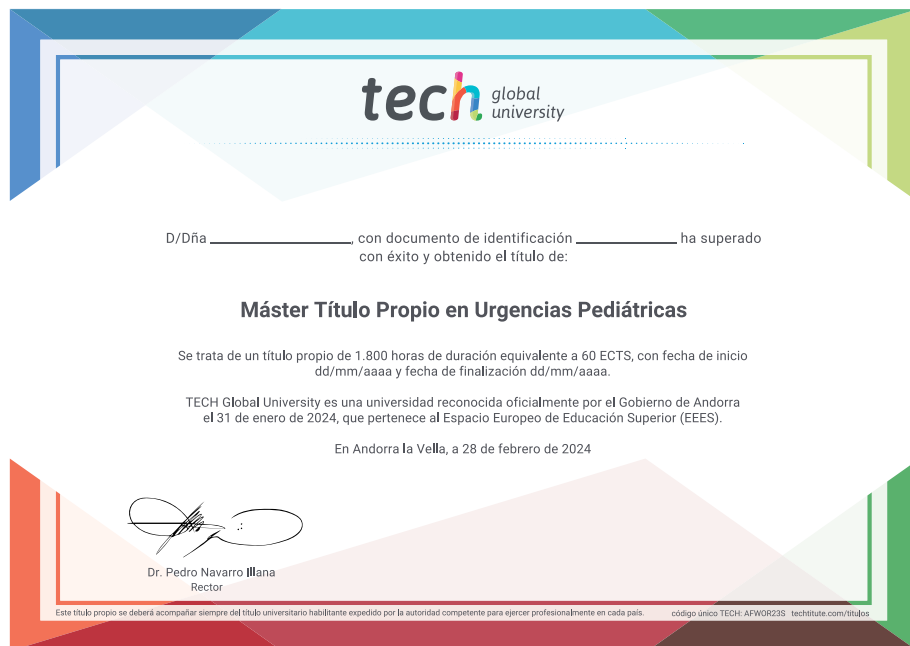 tech global university
D/Dña ________________, con documento de identificación ____________ ha superado
con éxito y obtenido el título de:
Máster Título Propio en Urgencias Pediátricas
Se trata de un título propio de 1.800 horas de duración equivalente a 60 ECTS, con fecha de inicio
dd/mm/aaaa y fecha de finalización dd/mm/aaaa.
TECH Global University es una universidad reconocida oficialmente por el Gobierno de Andorra
el 31 de enero de 2024, que pertenece al Espacio Europeo de Educación Superior (EEES).
En Andorra la Vella, a 28 de febrero de 2024
Dr. Pedro Navarro Illana
Rector
Este título propio se deberá acompañar siempre del título universitario habilitante expedido por la autoridad competente para ejercer profesionalmente en cada país. código único TECH: AFWOR23S techtitute.com/titulos